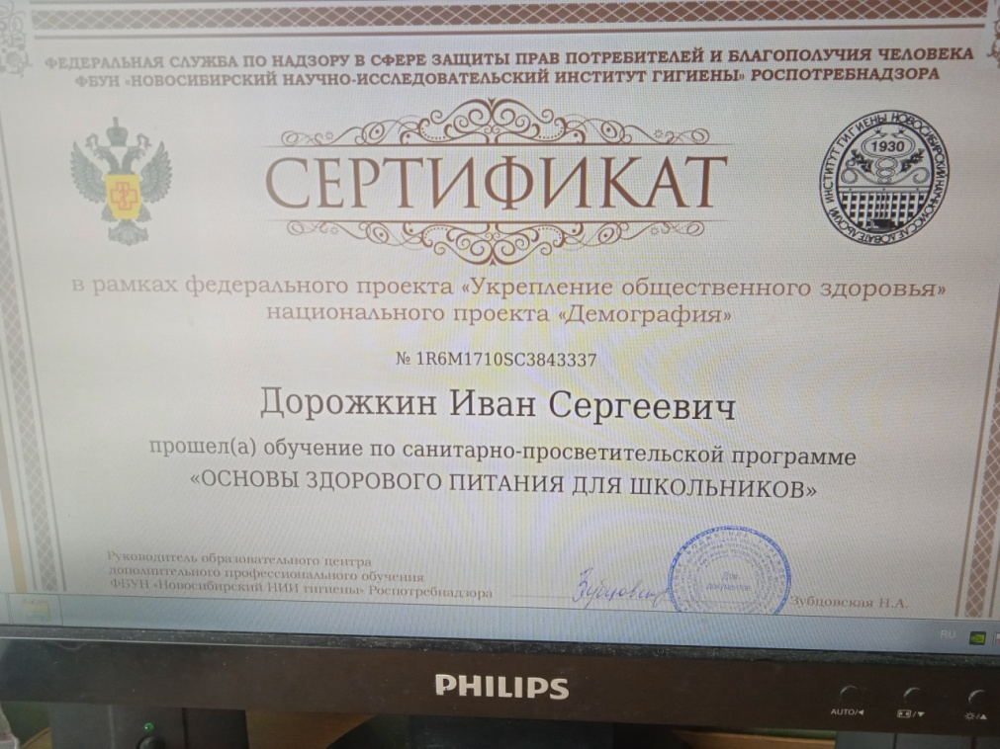 ФЕДЕРАЛЬНАЯ СЛУЖБА ПО НАДЗОРУ В СФЕРЕ ЗАЩИТЫ ПРАВ ПОТРЕБИТЕЛЕЙ И БЛАГОПОЛУЧИЯ ЧЕЛОВЕКА
ФБУН «НОВОСИБИРСКИЙ НАУЧНО-ИССЛЕДОВАТЕЛЬСКИЙ ИНСТИТУТ ГИГИЕНЫ» РОСПОТРЕБНАДЗОРА
НОВОСИБИРСКИЙ НАУЧНО-ИССЛЕДОВАТЕЛЬСКИЙ ИНСТИТУТ ГИГИЕНЫ
1930
СЕРТИФИКАТ
в рамках федерального проекта «Укрепление общественного здоровья»
национального проекта «Демография»
№ 1R6M1710SC3843337
Дорожкин Иван Сергеевич
прошел(а) обучение по санитарно-просветительской программе
«ОСНОВЫ ЗДОРОВОГО ПИТАНИЯ ДЛЯ ШКОЛЬНИКОВ»
Руководитель образовательного центра
дополнительного профессионального обучения
ФБУН «Новосибирский НИИ гигиены» Роспотребнадзора
Для
документов
Зубцовская Н.А.
RU
PHILIPS
AUTO/